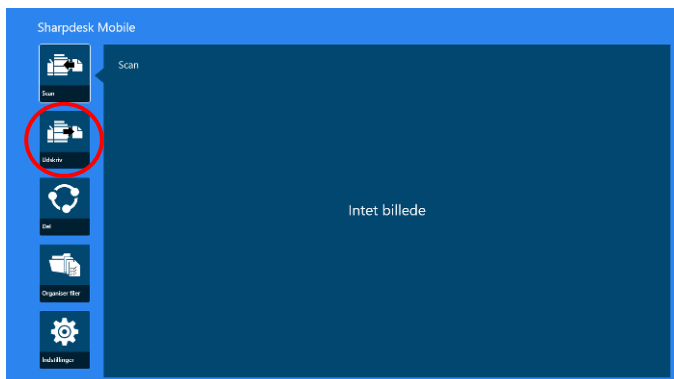 Sharpdesk Mobile
Scan
Scan
Udskriv
Intet billede
Del
Organiser filer
Indstillinger